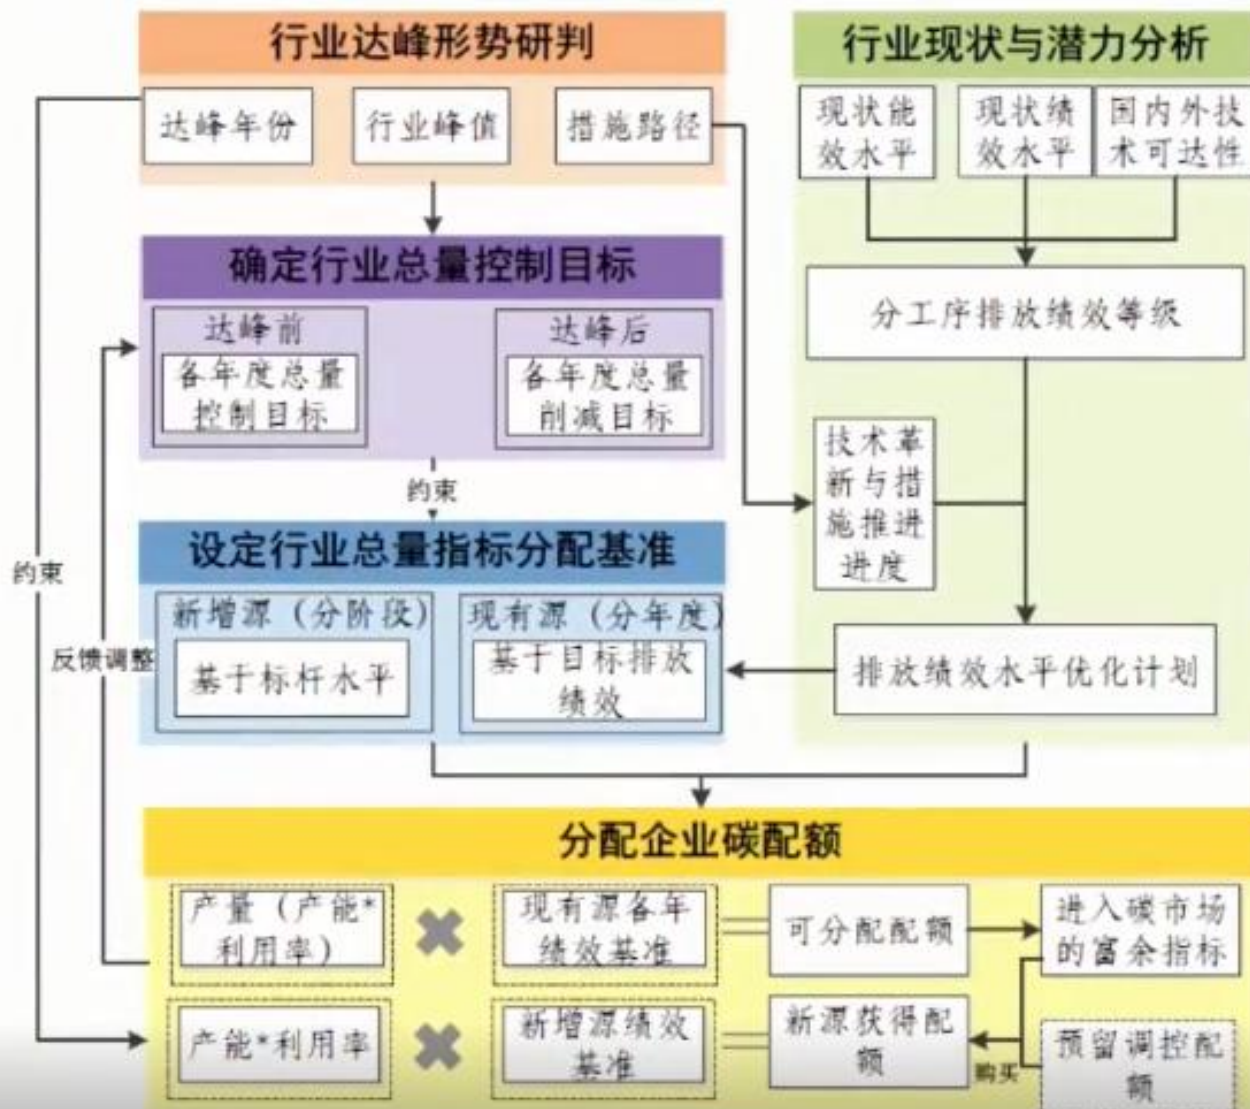 行业达峰形势研判
达峰年份
行业峰值
措施路径
确定行业总量控制目标
达峰前
各年度总量
控制目标
达峰后
各年度总量
削减目标
约束
设定行业总量指标分配基准
新增源（分阶段）
基于标杆水平
现有源（分年度）
基于目标排放
绩效
约束
反馈调整
行业现状与潜力分析
现状能
效水平
现状绩
效水平
国内外技
术可达性
分工序排放绩效等级
技术革
新与措
施推进
进度
排放绩效水平优化计划
分配企业碳配额
产量（产能*
利用率）
现有源各年
绩效基准
可分配配额
进入碳市场
的富余指标
产能*利用率
新增源绩效
基准
新源获得配
额
购买
预留调控配
额